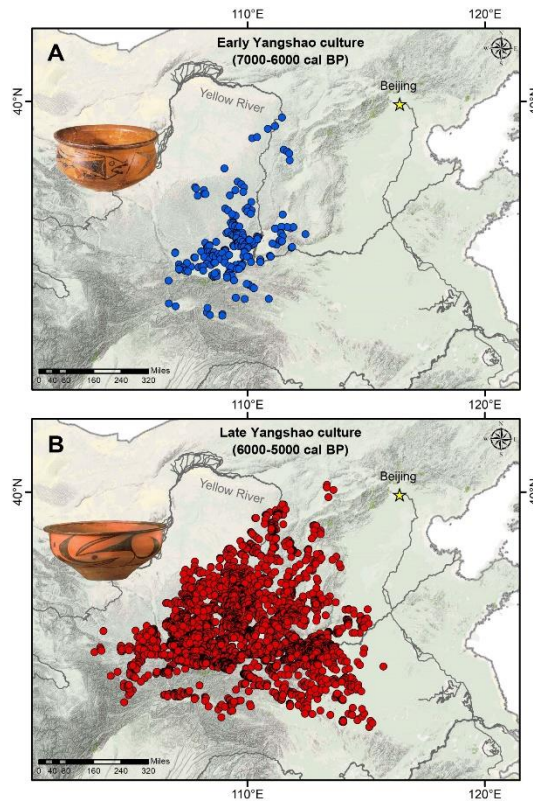 110°E 120°E
A Early Yangshao culture
(7000-6000 cal BP)
Beijing
40°N 40°N
Yellow River
Miles
0 40 80 160 240 320
110°E 120°E
B Late Yangshao culture
(6000-5000 cal BP)
Beijing
40°N 40°N
Yellow River
Miles
0 40 80 160 240 320
110°E 120°E